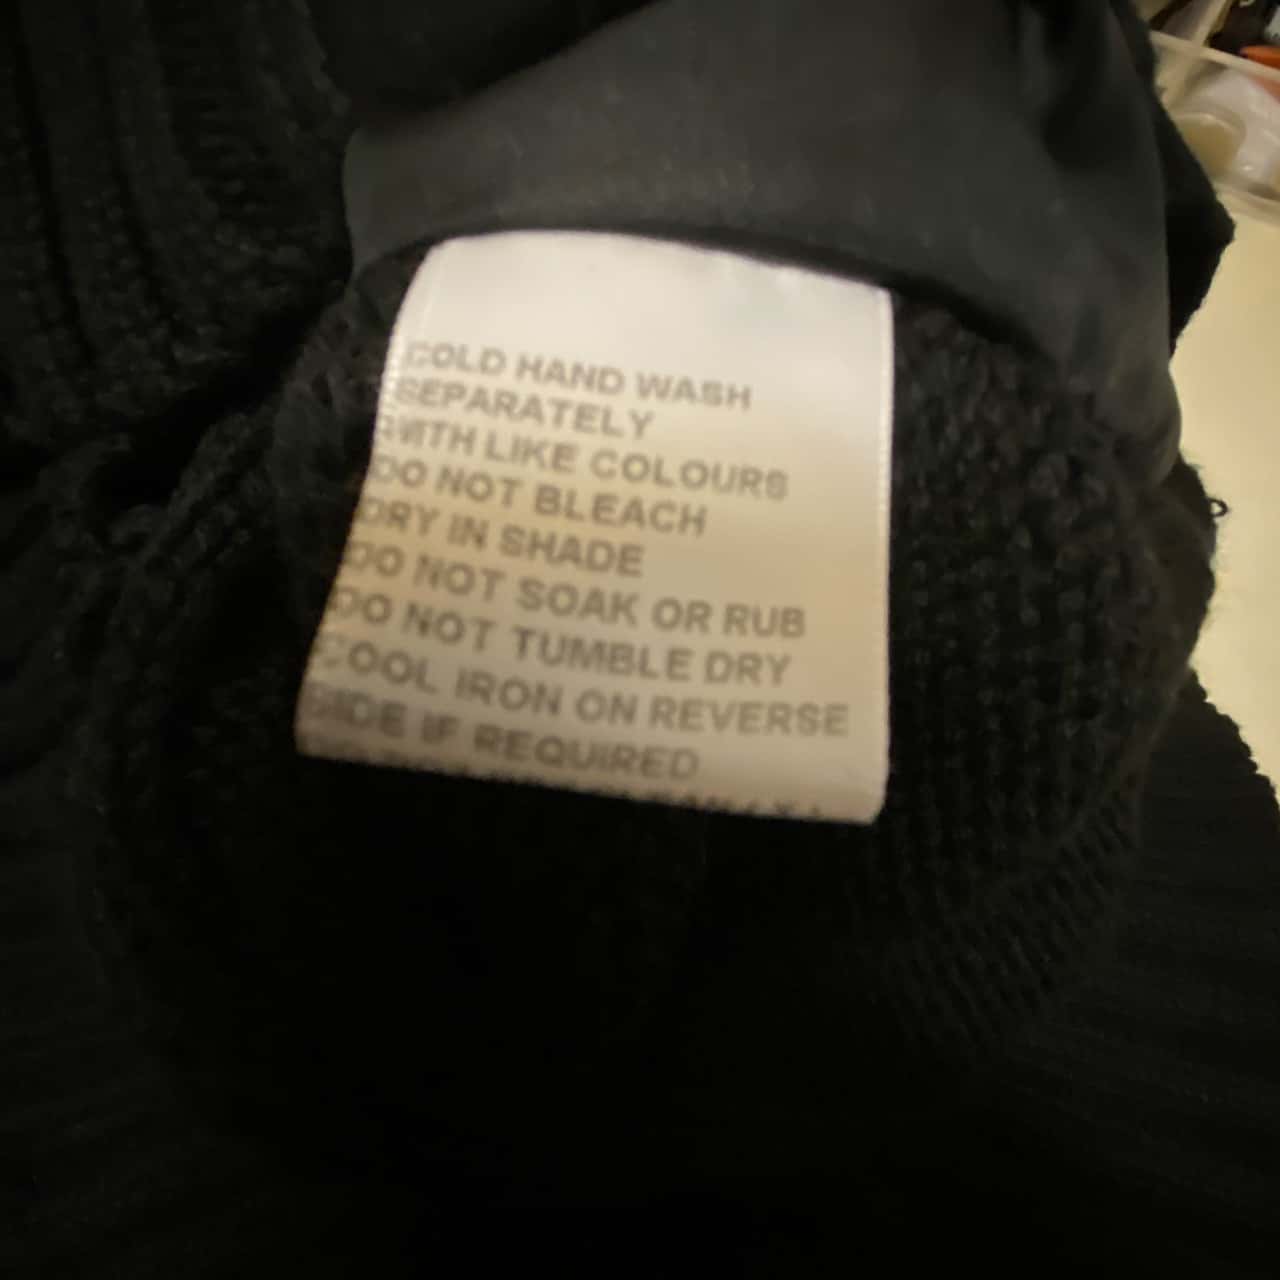 COLD HAND WASH
SEPARATELY
WITH LIKE COLOURS
DO NOT BLEACH
DRY IN SHADE
DO NOT SOAK OR RUB
DO NOT TUMBLE DRY
COOL IRON ON REVERSE
SIDE IF REQUIRED